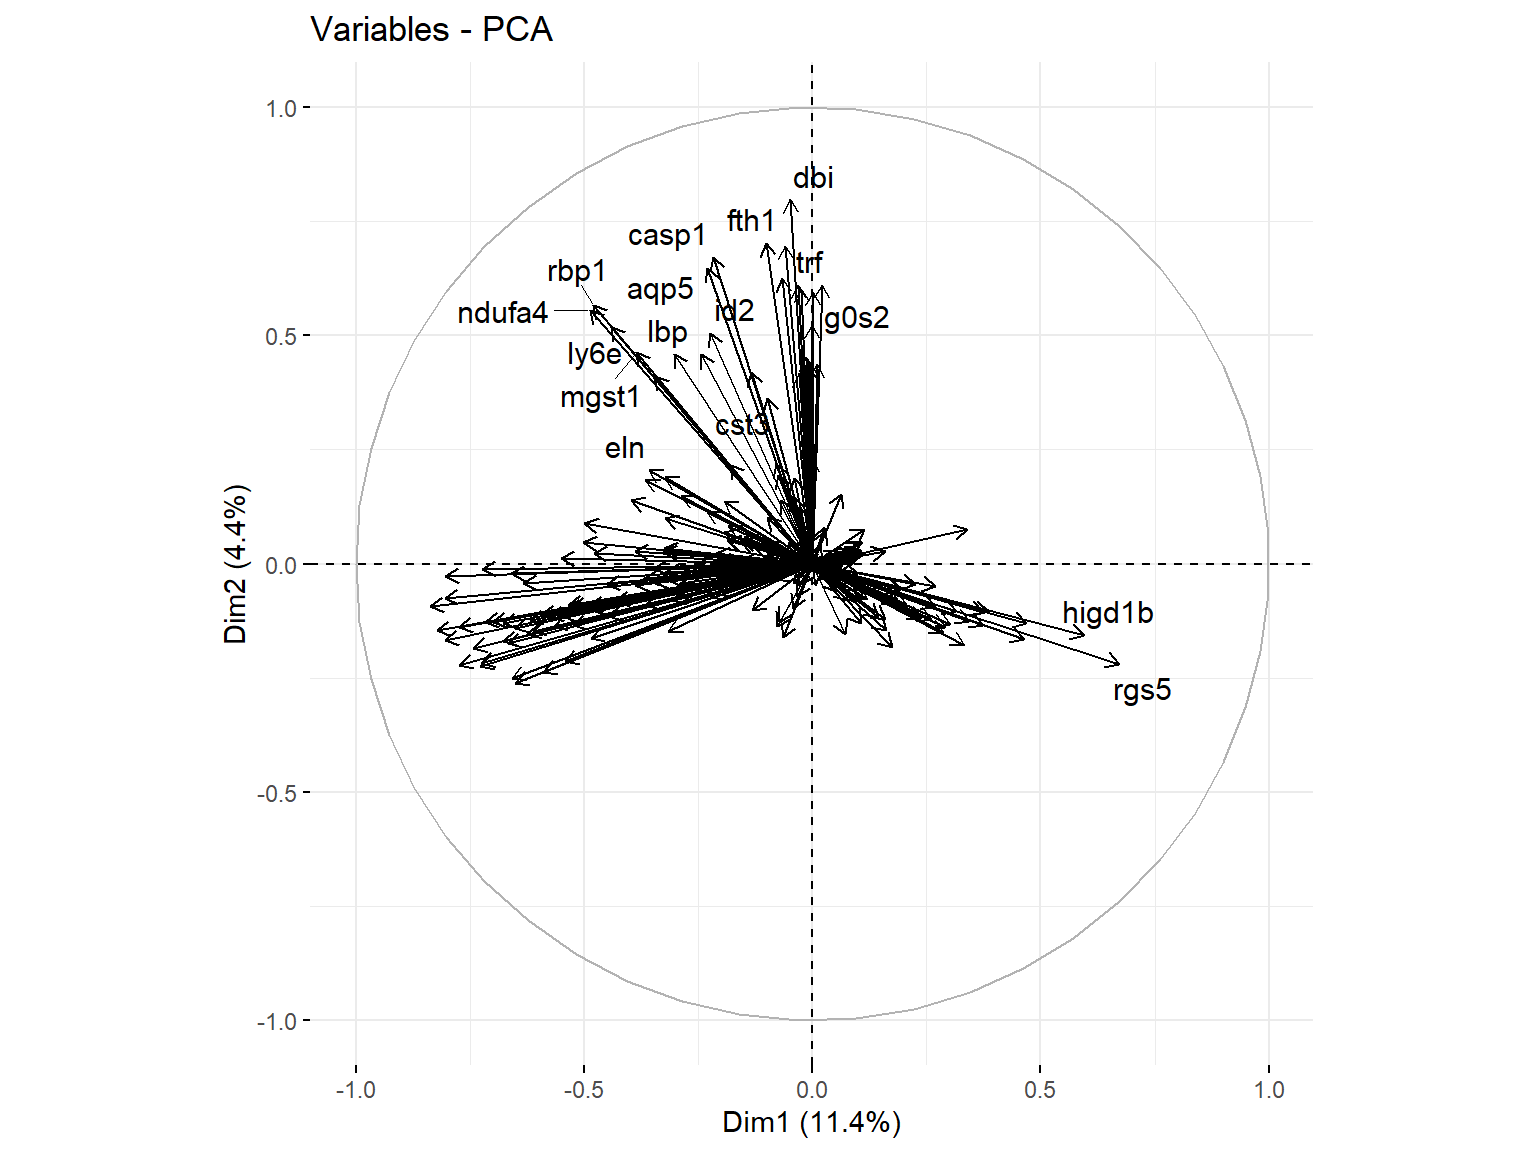 Variables - PCA
1.0
dbi
fth1
casp1
trf
rbp1
aqp5
ndufa4
id2
g0s2
lbp
0.5
ly6e
mgst1
cst3
eln
0.0
higd1b
rgs5
-0.5
-1.0
-1.0
-0.5
0.0
0.5
1.0
Dim1 (11.4%)
Dim2 (4.4%)